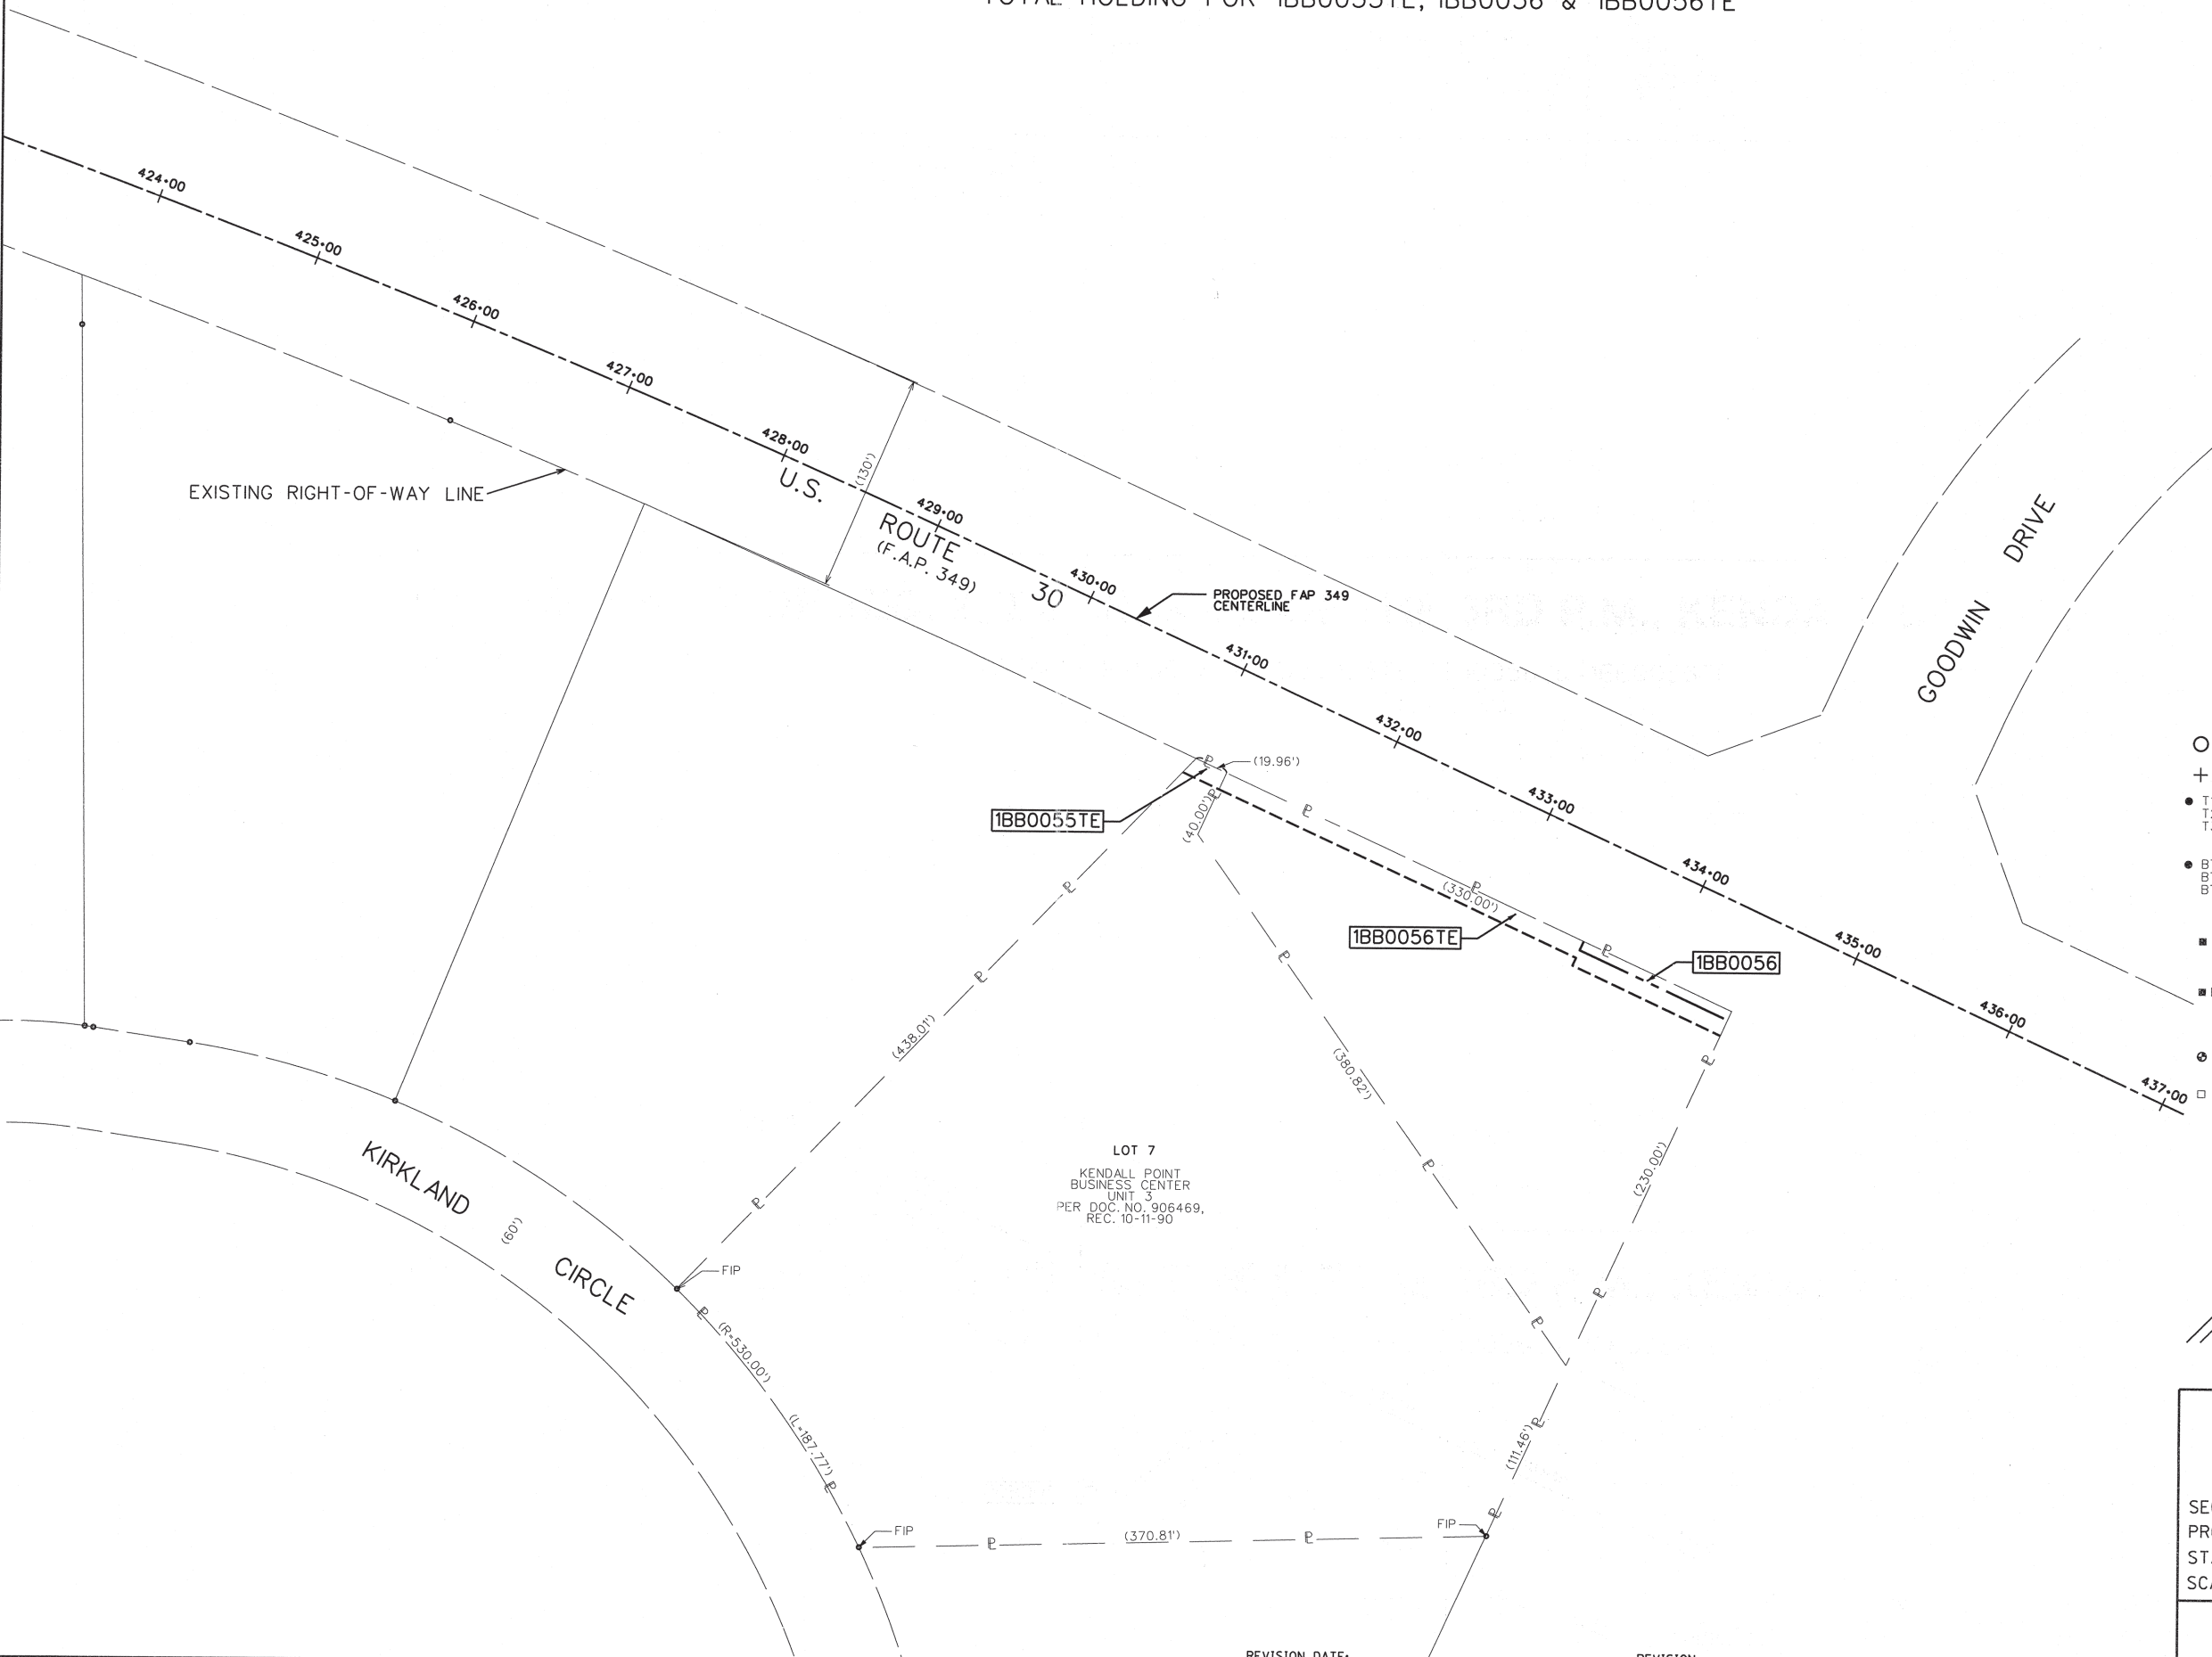 TOTAL HOLDING FOR 1BB0055TE, 1BB0056 & 1BB0056TE
424+00
425+00
426+00
427+00
428+00
429+00
430+00
431+00
432+00
433+00
434+00
435+00
436+00
437+00
EXISTING RIGHT-OF-WAY LINE
U.S.
ROUTE
30
(F.A.P. 349)
(130')
PROPOSED FAP 349
CENTERLINE
GOODWIN DRIVE
(19.96')
1BB0055TE
(40.00')
(330.00')
1BB0056TE
1BB0056
(438.01')
(380.82')
(230.00')
LOT 7
KENDALL POINT
BUSINESS CENTER
UNIT 3
PER DOC. NO. 906469,
REC. 10-11-90
KIRKLAND
(60')
CIRCLE
FIP
(R=530.00')
(L=187.77')
FIP
(370.81')
FIP
(111.46')
REVISION DATE: